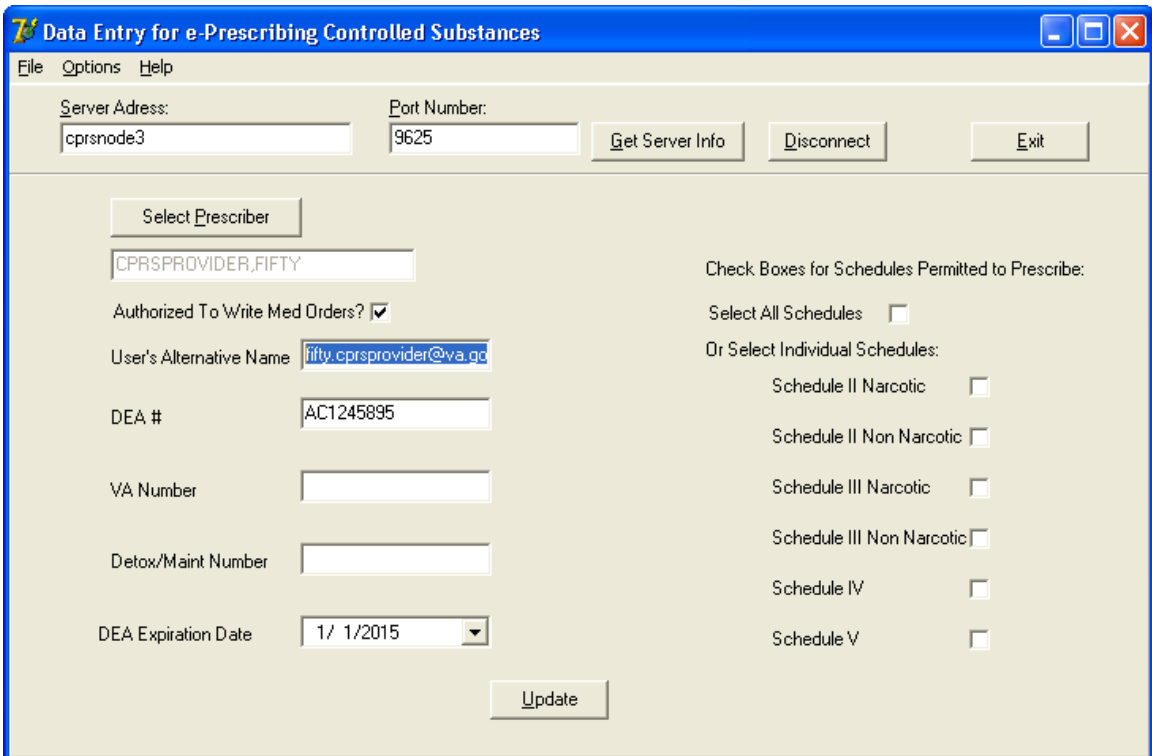 Data Entry for e-Prescribing Controlled Substances
File Options Help
Server Adress: Port Number:
cprsnode3 9625 Get Server Info Disconnect Exit
Select Prescriber
CPRSPROVIDER,FIFTY
Check Boxes for Schedules Permitted to Prescribe:
Authorized To Write Med Orders? Select All Schedules
User's Alternative Name fifty.cprsprovider@va.go Or Select Individual Schedules:
Schedule II Narcotic
DEA # AC1245895
Schedule II Non Narcotic
VA Number Schedule III Narcotic
Schedule III Non Narcotic
Detox/Maint Number
Schedule IV
DEA Expiration Date 1/ 1/2015 Schedule V
Update